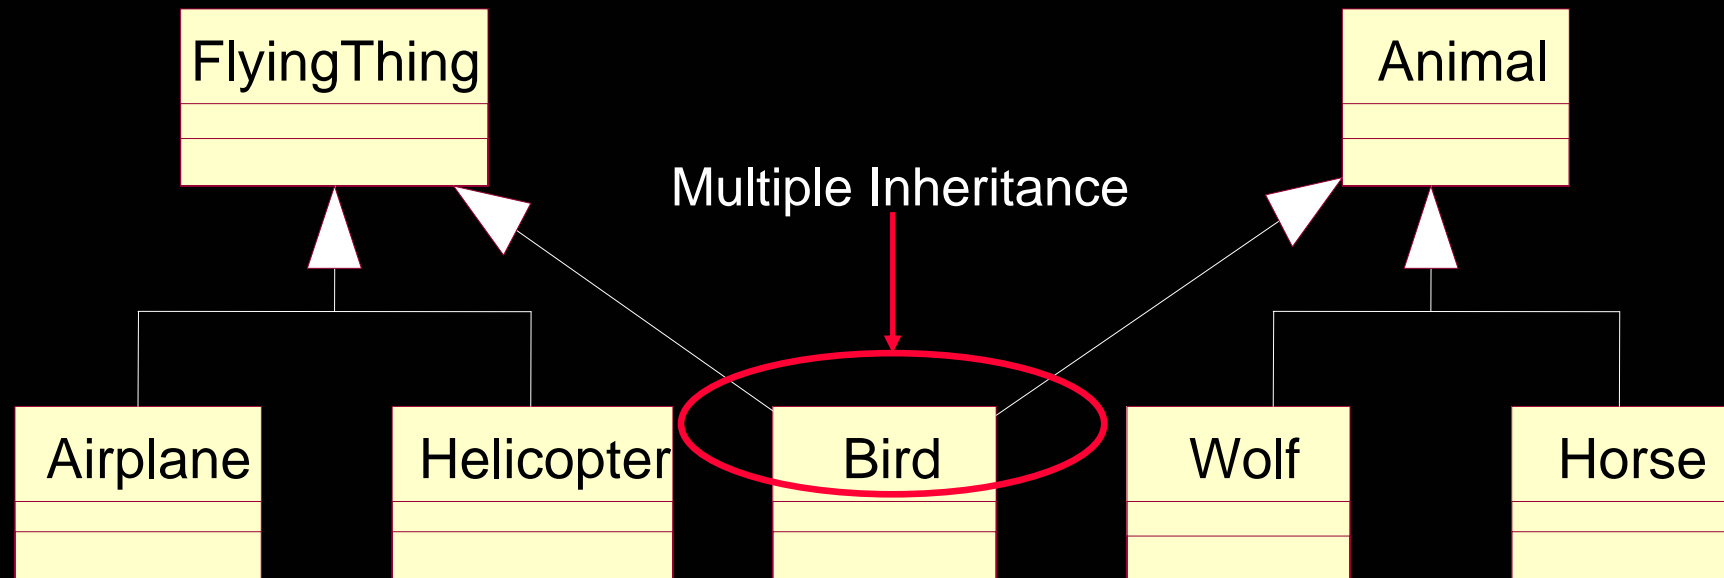 FlyingThing
Animal
Multiple Inheritance
Airplane
Helicopter
Bird
Wolf
Horse